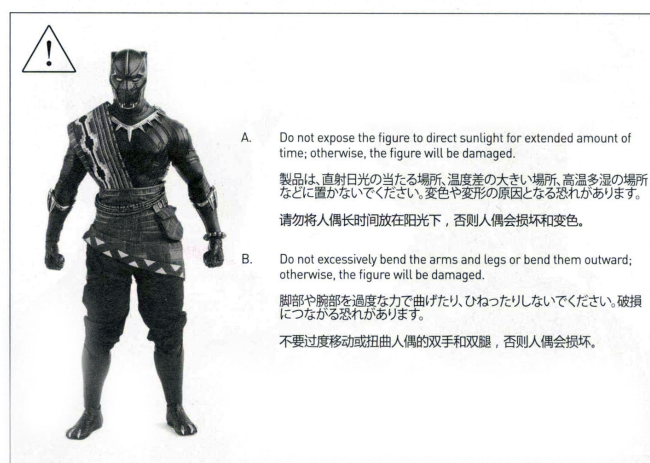 A. Do not expose the figure to direct sunlight for extended amount of
time; otherwise, the figure will be damaged.
製品は、直射日光の当たる場所、温度差の大きい場所、高温多湿の場所
などに置かないでください。変色や変形の原因となる恐れがあります。
请勿将人偶长时间放在阳光下，否则人偶会损坏和变色。
B. Do not excessively bend the arms and legs or bend them outward;
otherwise, the figure will be damaged.
脚部や腕部を過度な力で曲げたり、ひねったりしないでください。破損
につながる恐れがあります。
不要过度移动或扭曲人偶的双手和双腿，否则人偶会损坏。